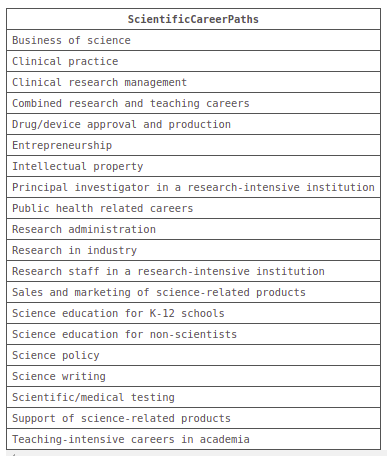 ScientificCareerPaths
Business of science
Clinical practice
Clinical research management
Combined research and teaching careers
Drug/device approval and production
Entrepreneurship
Intellectual property
Principal investigator in a research-intensive institution
Public health related careers
Research administration
Research in industry
Research staff in a research-intensive institution
Sales and marketing of science-related products
Science education for K-12 schools
Science education for non-scientists
Science policy
Science writing
Scientific/medical testing
Support of science-related products
Teaching-intensive careers in academia